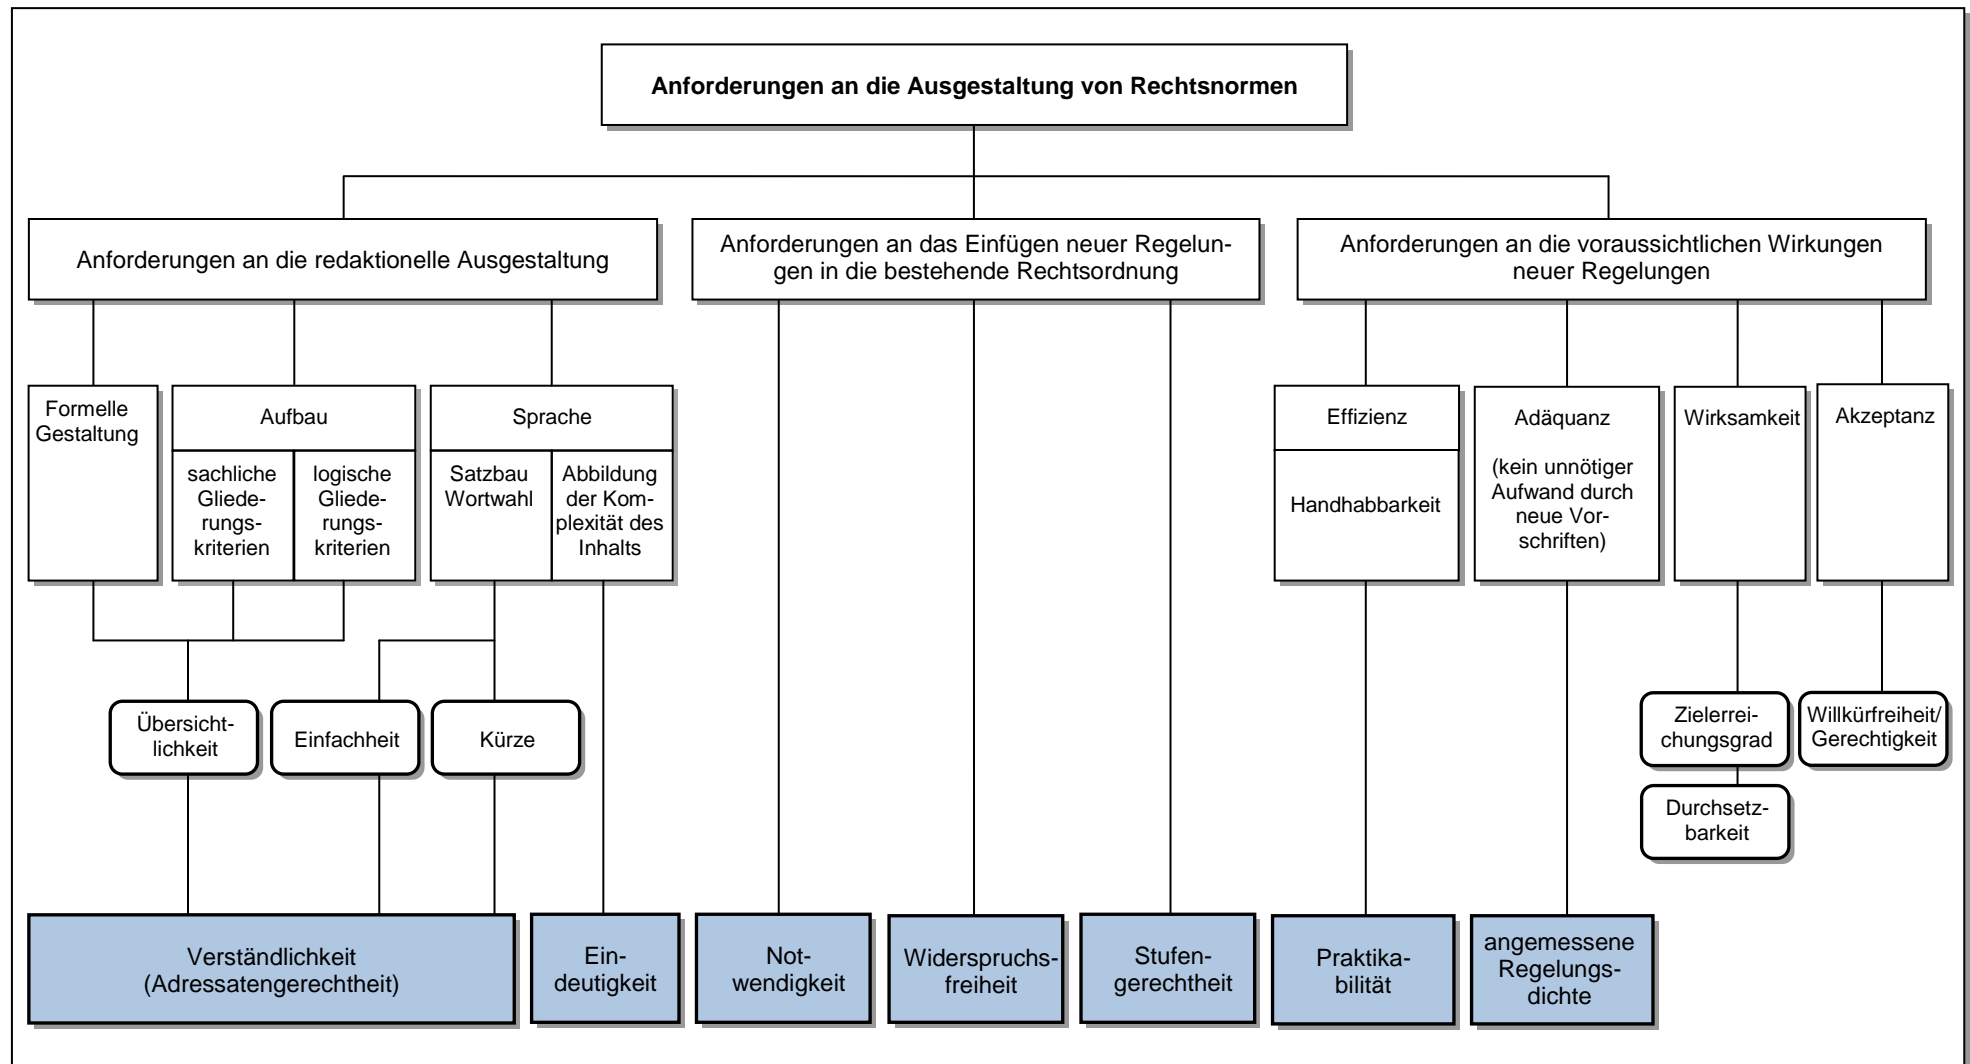 Anforderungen an die Ausgestaltung von Rechtsnormen
Anforderungen an die redaktionelle Ausgestaltung
Anforderungen an das Einfügen neuer Regelun-
gen in die bestehende Rechtsordnung
Anforderungen an die voraussichtlichen Wirkungen
neuer Regelungen
Formelle
Gestaltung
Aufbau
sachliche
Gliede-
rungs-
kriterien
logische
Gliede-
rungs-
kriterien
Sprache
Satzbau
Wortwahl
Abbildung
der Kom-
plexität des
Inhalts
Effizienz
Handhabbarkeit
Adäquanz
(kein unnötiger
Aufwand durch
neue Vor-
schriften)
Wirksamkeit
Akzeptanz
Übersicht-
lichkeit
Einfachheit
Kürze
Zielerrei-
chungsgrad
Willkürfreiheit/
Gerechtigkeit
Durchsetz-
barkeit
Verständlichkeit
(Adressatengerechtheit)
Ein-
deutigkeit
Not-
wendigkeit
Widerspruchs-
freiheit
Stufen-
gerechtheit
Praktika-
bilität
angemessene
Regelungs-
dichte